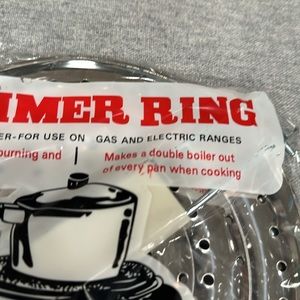 IMER RING
ER-FOR USE ON GAS AND ELECTRIC RANGES
burning and
Makes a double boiler out
of every pan when cooking